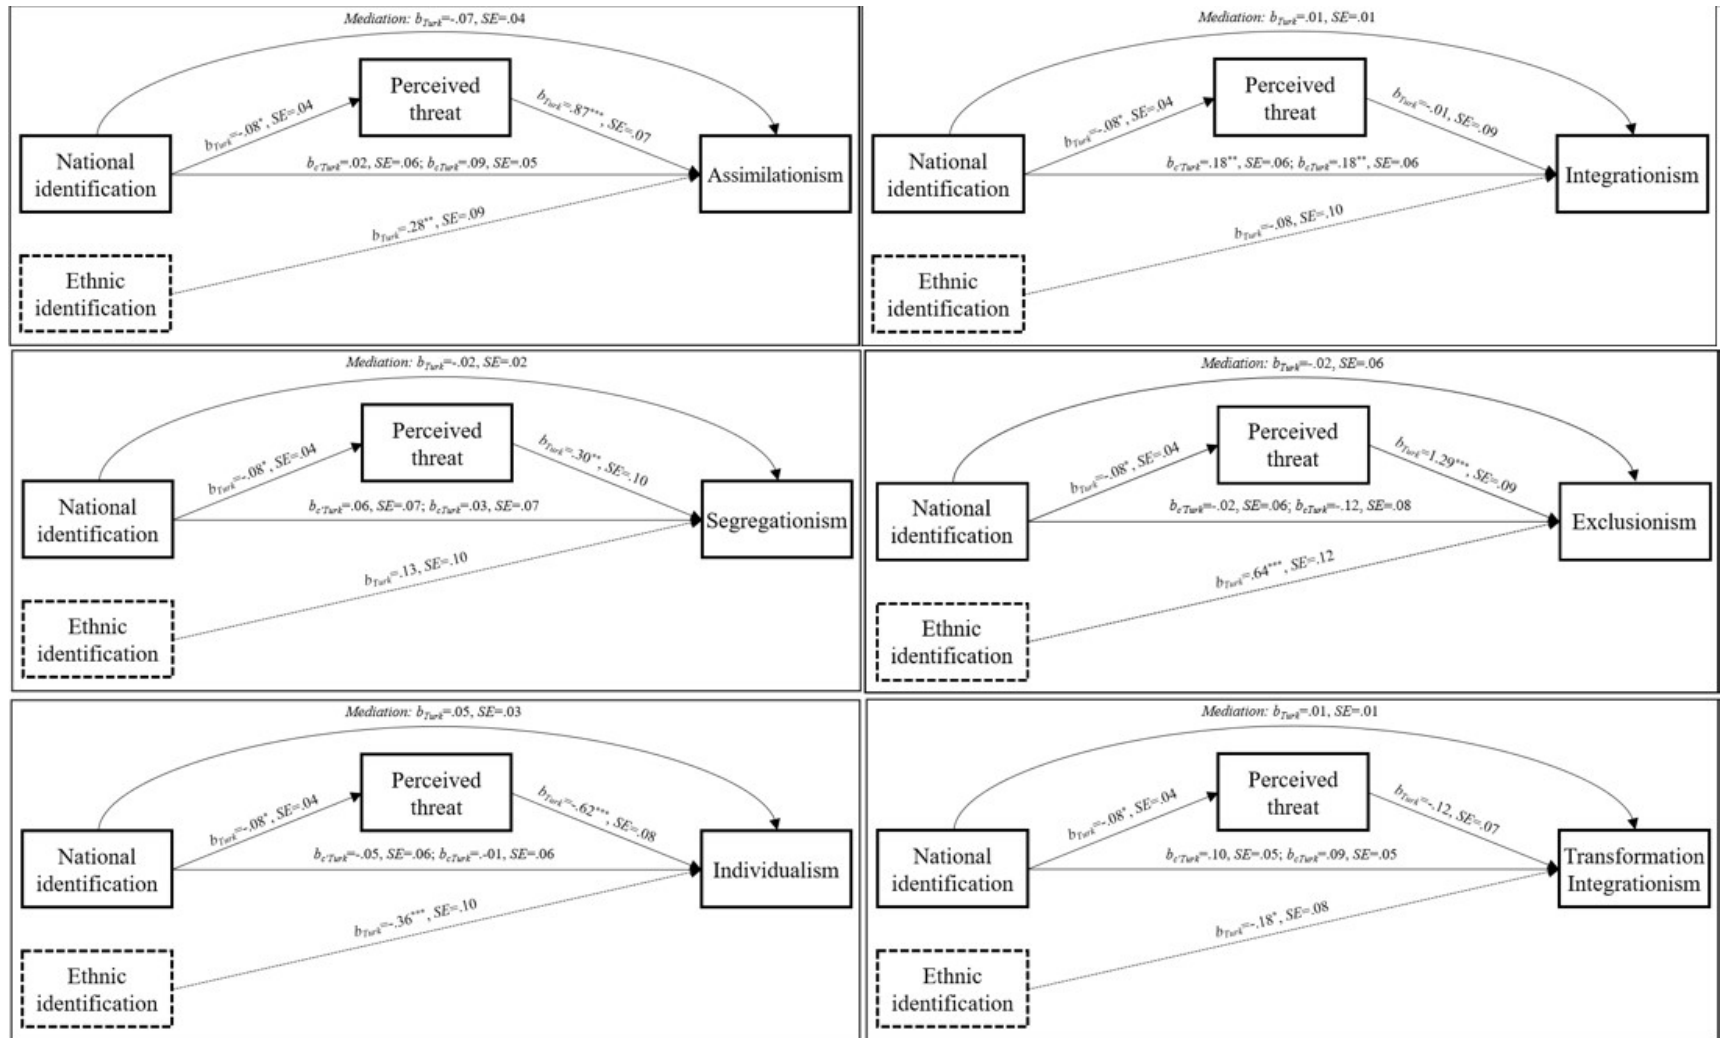 Mediation: bTurk=-.07, SE=.04
Perceived
threat
bTurk=-.08*, SE=.04
bTurk=.87***, SE=.07
National
identification
bc'Turk=.02, SE=.06; bcTurk=.09, SE=.05
Assimilationism
bTurk=.28**, SE=.09
Ethnic
identification
Mediation: bTurk=.01, SE=.01
Perceived
threat
bTurk=-.08*, SE=.04
bTurk=-.01, SE=.09
National
identification
bc'Turk=.18**, SE=.06; bcTurk=.18**, SE=.06
Integrationism
bTurk=-.08, SE=.10
Ethnic
identification
Mediation: bTurk=-.02, SE=.02
Perceived
threat
bTurk=-.08*, SE=.04
bTurk=.30**, SE=.10
National
identification
bc'Turk=.06, SE=.07; bcTurk=.03, SE=.07
Segregationism
bTurk=.13, SE=.10
Ethnic
identification
Mediation: bTurk=-.02, SE=.06
Perceived
threat
bTurk=-.08*, SE=.04
bTurk=1.29***, SE=.09
National
identification
bc'Turk=-.02, SE=.06; bcTurk=-.12, SE=.08
Exclusionism
bTurk=.64***, SE=.12
Ethnic
identification
Mediation: bTurk=.05, SE=.03
Perceived
threat
bTurk=-.08*, SE=.04
bTurk=-.62***, SE=.08
National
identification
bc'Turk=-.05, SE=.06; bcTurk=.-01, SE=.06
Individualism
bTurk=-.36***, SE=.10
Ethnic
identification
Mediation: bTurk=.01, SE=.01
Perceived
threat
bTurk=-.08*, SE=.04
bTurk=-.12, SE=.07
National
identification
bc'Turk=.10, SE=.05; bcTurk=.09, SE=.05
Transformation
Integrationism
bTurk=-.18*, SE=.08
Ethnic
identification